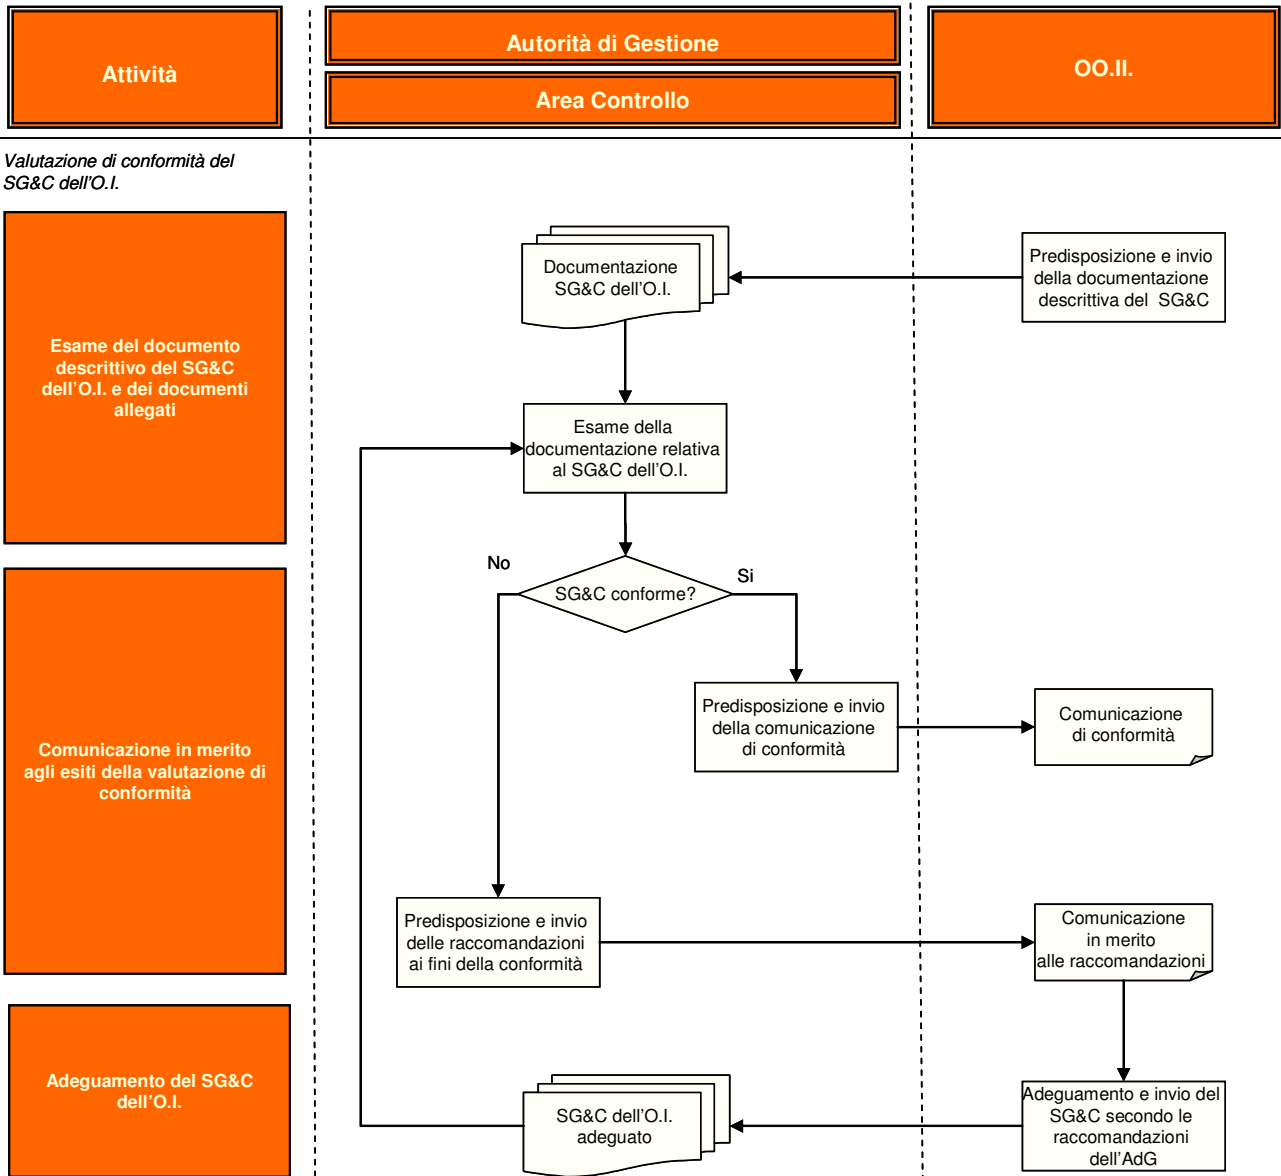 Attività
Autorità di Gestione
Area Controllo
OO.II.
Valutazione di conformità del
SG&C dell'O.I.
Esame del documento
descrittivo del SG&C
dell'O.I. e dei documenti
allegati
Documentazione
SG&C dell'O.I.
Predisposizione e invio
della documentazione
descrittiva del SG&C
Esame della
documentazione relativa
al SG&C dell'O.I.
No
Si
SG&C conforme?
Comunicazione in merito
agli esiti della valutazione di
conformità
Predisposizione e invio
della comunicazione
di conformità
Comunicazione
di conformità
Predisposizione e invio
delle raccomandazioni
ai fini della conformità
Comunicazione
in merito
alle raccomandazioni
Adeguamento del SG&C
dell'O.I.
SG&C dell'O.I.
adeguato
Adeguamento e invio del
SG&C secondo le
raccomandazioni
dell'AdG